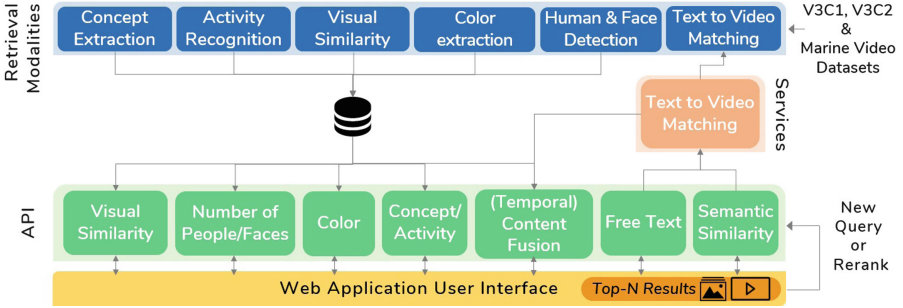 Retrieval
Modalities
Concept
Extraction
Activity
Recognition
Visual
Similarity
Color
extraction
Human & Face
Detection
Text to Video
Matching
V3C1, V3C2
&
Marine Video
Datasets
Text to Video
Matching
Services
API
Visual
Similarity
Number of
People/Faces
Color
Concept/
Activity
(Temporal)
Content
Fusion
Free Text
Semantic
Similarity
New
Query
or
Rerank
Web Application User Interface
Top-N Results